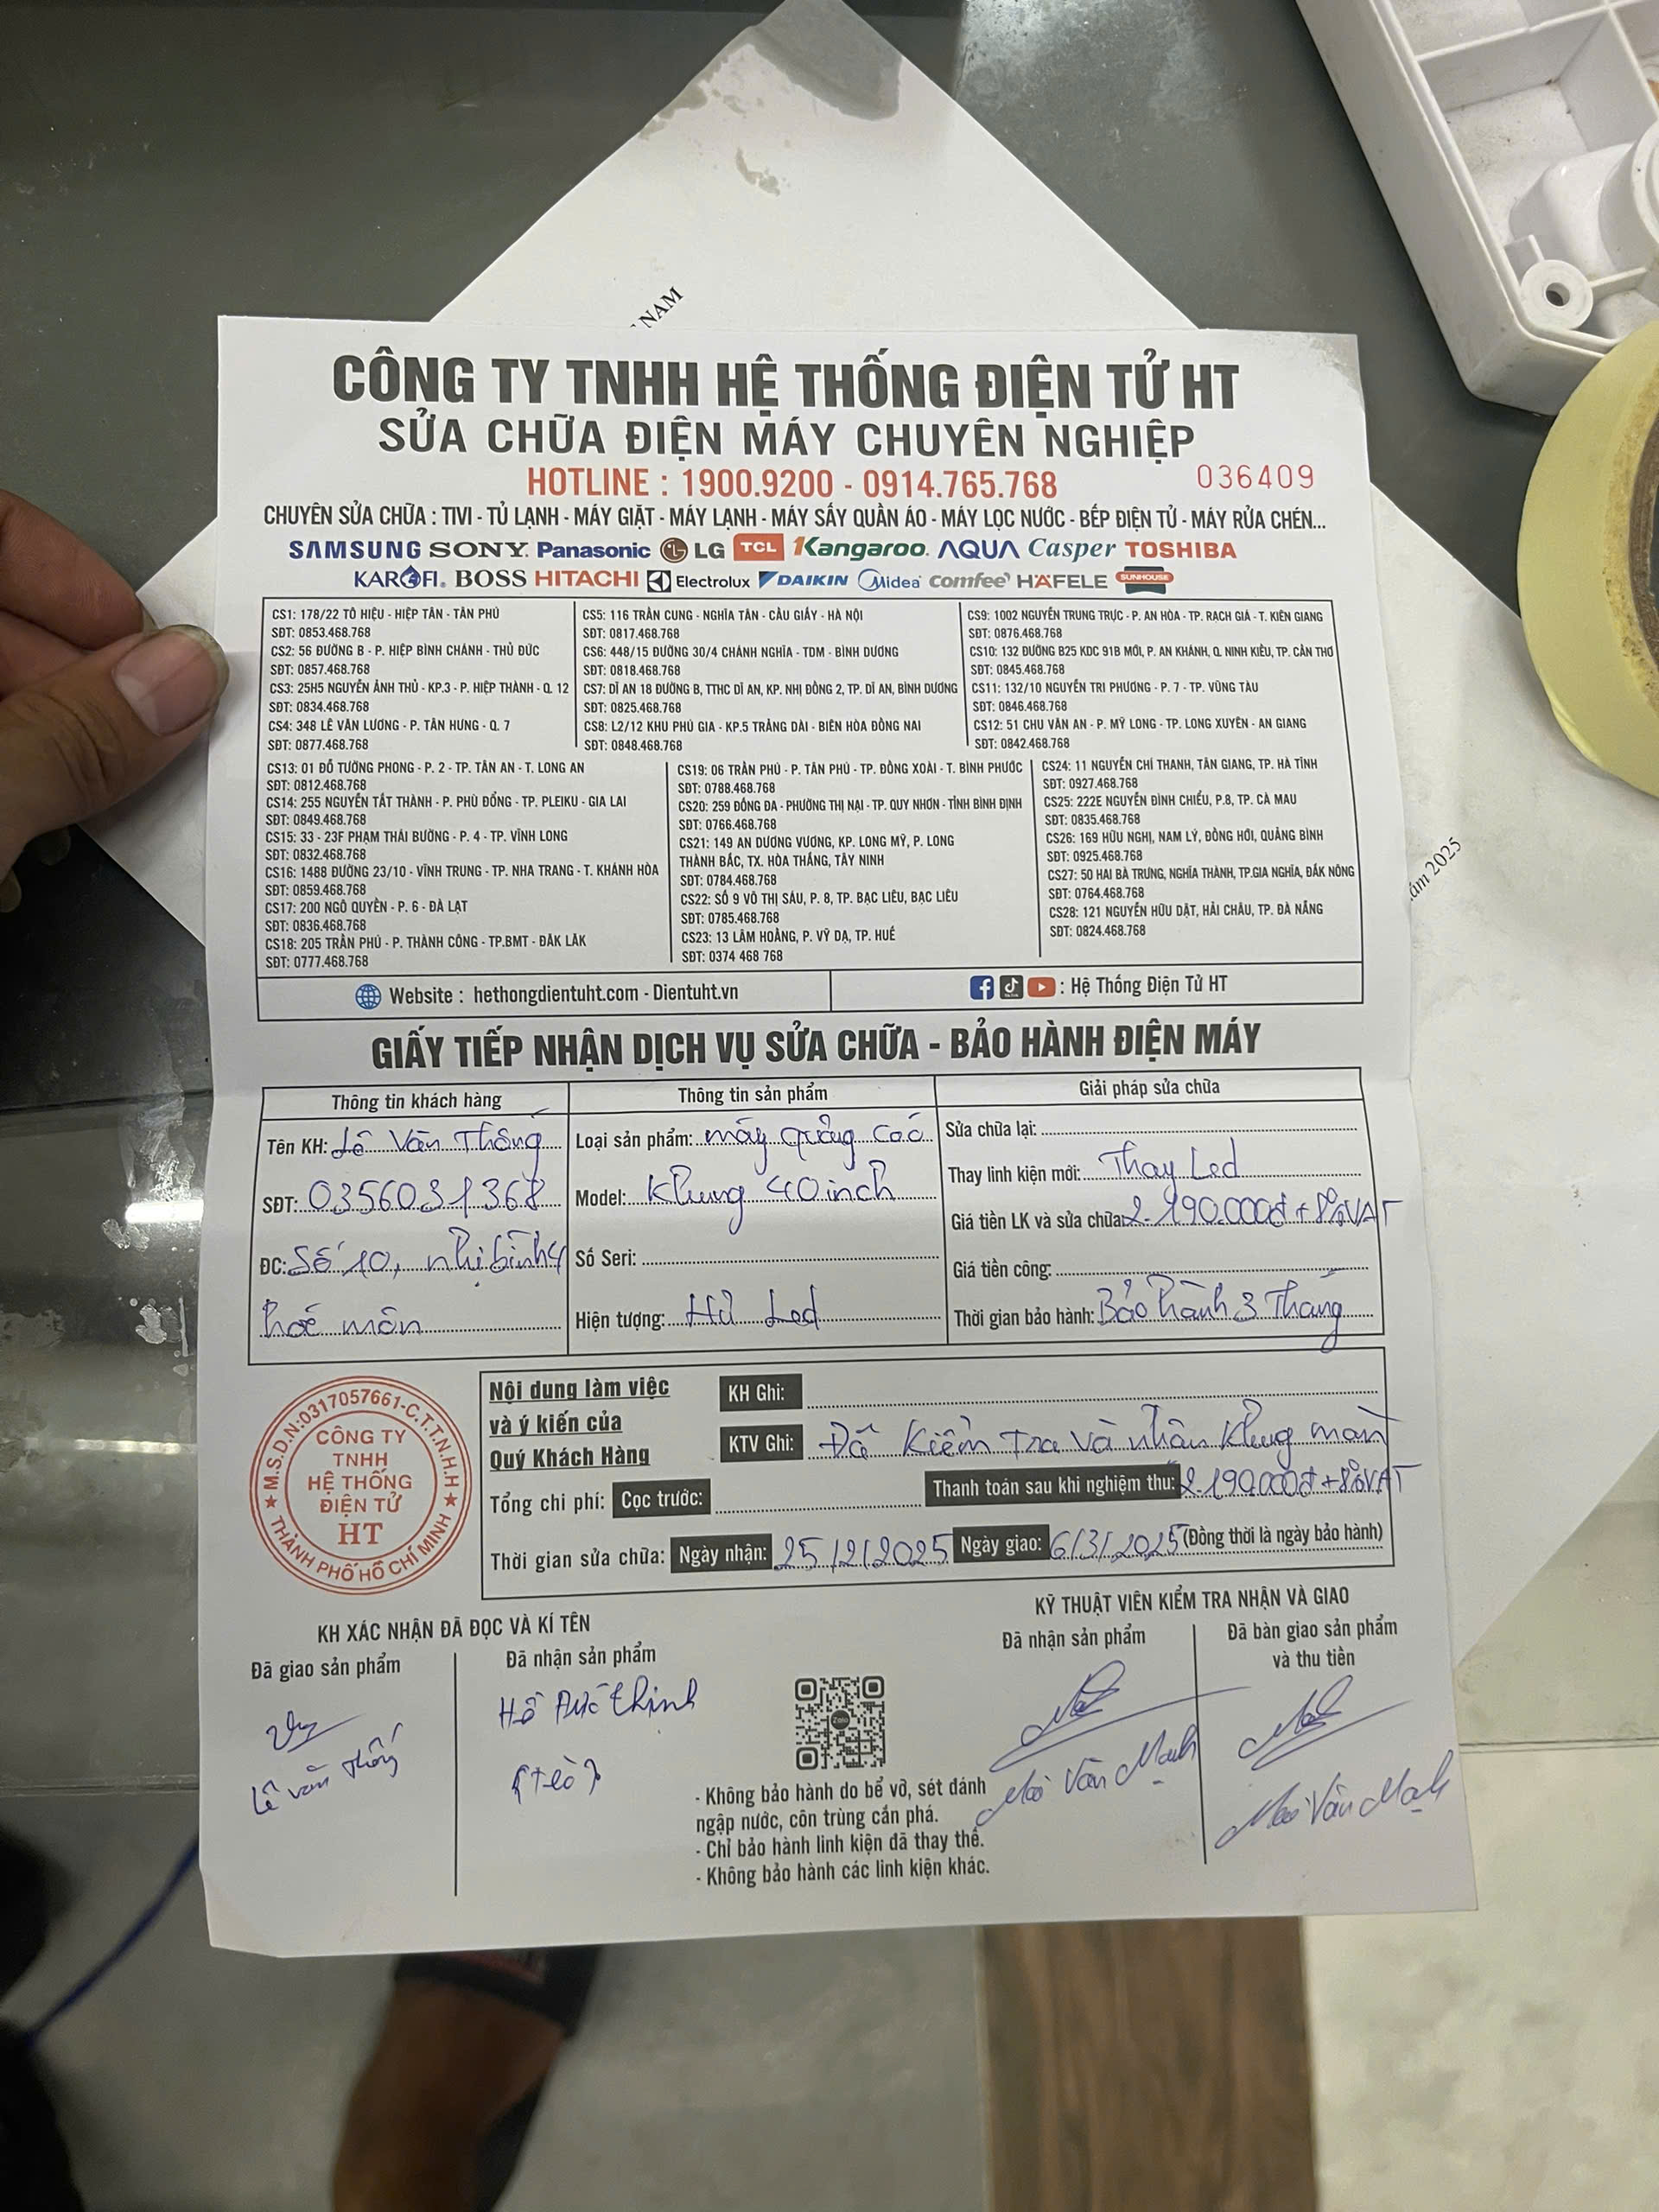 NAM
CÔNG TY TNHH HỆ THỐNG ĐIỆN TỬ HT
SỬA CHỮA ĐIỆN MÁY CHUYÊN NGHIỆP
HOTLINE : 1900.9200 - 0914.765.768
036409
CHUYÊN SỬA CHỮA : TIVI - TỦ LẠNH - MÁY GIẶT - MÁY LẠNH - MÁY SẤY QUẦN ÁO - MÁY LỌC NƯỚC - BẾP ĐIỆN TỬ - MÁY RỬA CHÉN...
SAMSUNG SONY Panasonic LG TCL Kangaroo AQUA Casper TOSHIBA
KAROFI BOSS HITACHI Electrolux DAIKIN Midea comfee' HÄFELE SUNHOUSE
CS1: 178/22 TÔ HIỆU - HIỆP TÂN - TÂN PHÚ
SĐT: 0853.468.768
CS2: 56 ĐƯỜNG B - P. HIỆP BÌNH CHÁNH - THỦ ĐỨC
SĐT: 0857.468.768
CS3: 25H5 NGUYỄN ẢNH THỦ - KP.3 - P. HIỆP THÀNH - Q. 12
SĐT: 0834.468.768
CS4: 348 LÊ VĂN LƯƠNG - P. TÂN HƯNG - Q. 7
SĐT: 0877.468.768
CS5: 116 TRẦN CUNG - NGHĨA TÂN - CẦU GIẤY - HÀ NỘI
SĐT: 0817.468.768
CS6: 448/15 ĐƯỜNG 30/4 CHÁNH NGHĨA - TDM - BÌNH DƯƠNG
SĐT: 0818.468.768
CS7: DĨ AN 18 ĐƯỜNG B, TTHC DĨ AN, KP. NHỊ ĐỒNG 2, TP. DĨ AN, BÌNH DƯƠNG
SĐT: 0825.468.768
CS8: L2/12 KHU PHÚ GIA - KP.5 TRẢNG DÀI - BIÊN HÒA ĐỒNG NAI
SĐT: 0848.468.768
CS9: 1002 NGUYỄN TRUNG TRỰC - P. AN HÒA - TP. RẠCH GIÁ - T. KIÊN GIANG
SĐT: 0876.468.768
CS10: 132 ĐƯỜNG B25 KDC 91B MỚI, P. AN KHÁNH, Q. NINH KIỀU, TP. CẦN THƠ
SĐT: 0845.468.768
CS11: 132/10 NGUYỄN TRI PHƯƠNG - P. 7 - TP. VŨNG TÀU
SĐT: 0846.468.768
CS12: 51 CHU VĂN AN - P. MỸ LONG - TP. LONG XUYÊN - AN GIANG
SĐT: 0842.468.768
CS13: 01 ĐỖ TƯỜNG PHONG - P. 2 - TP. TÂN AN - T. LONG AN
SĐT: 0812.468.768
CS14: 255 NGUYỄN TẤT THÀNH - P. PHÙ ĐỔNG - TP. PLEIKU - GIA LAI
SĐT: 0849.468.768
CS15: 33 - 23F PHẠM THÁI BƯỜNG - P. 4 - TP. VĨNH LONG
SĐT: 0832.468.768
CS16: 1488 ĐƯỜNG 23/10 - VĨNH TRUNG - TP. NHA TRANG - T. KHÁNH HÒA
SĐT: 0859.468.768
CS17: 200 NGÔ QUYỀN - P. 6 - ĐÀ LẠT
SĐT: 0836.468.768
CS18: 205 TRẦN PHÚ - P. THÀNH CÔNG - TP.BMT - ĐĂK LĂK
SĐT: 0777.468.768
CS19: 06 TRẦN PHÚ - P. TÂN PHÚ - TP. ĐỒNG XOÀI - T. BÌNH PHƯỚC
SĐT: 0788.468.768
CS20: 259 ĐỐNG ĐA - PHƯỜNG THỊ NẠI - TP. QUY NHƠN - TỈNH BÌNH ĐỊNH
SĐT: 0766.468.768
CS21: 149 AN DƯƠNG VƯƠNG, KP. LONG MỸ, P. LONG
THÀNH BẮC, TX. HÒA THẮNG, TÂY NINH
SĐT: 0784.468.768
CS22: SỐ 9 VÕ THỊ SÁU, P. 8, TP. BẠC LIÊU, BẠC LIÊU
SĐT: 0785.468.768
CS23: 13 LÂM HOẰNG, P. VỸ DẠ, TP. HUẾ
SĐT: 0374 468 768
CS24: 11 NGUYỄN CHÍ THANH, TÂN GIANG, TP. HÀ TĨNH
SĐT: 0927.468.768
CS25: 222E NGUYỄN ĐÌNH CHIỂU, P.8, TP. CÀ MAU
SĐT: 0835.468.768
CS26: 169 HỮU NGHỊ, NAM LÝ, ĐỒNG HỚI, QUẢNG BÌNH
SĐT: 0925.468.768
CS27: 50 HAI BÀ TRƯNG, NGHĨA THÀNH, TP.GIA NGHĨA, ĐẮK NÔNG
SĐT: 0764.468.768
CS28: 121 NGUYỄN HỮU DẬT, HẢI CHÂU, TP. ĐÀ NẴNG
SĐT: 0824.468.768
ăm 2025
Website : hethongdientuht.com - Dientuht.vn
: Hệ Thống Điện Tử HT
GIẤY TIẾP NHẬN DỊCH VỤ SỬA CHỮA - BẢO HÀNH ĐIỆN MÁY
Thông tin khách hàng
Tên KH: Lê Văn Thống
SĐT: 0356031368
ĐC: Số 10, nhị bình 4
hóc môn
Thông tin sản phẩm
Loại sản phẩm: máy quảng cáo
Model: Khung 40 inch
Số Seri:
Hiện tượng: Hư Led
Giải pháp sửa chữa
Sửa chữa lại:
Thay linh kiện mới: Thay Led
Giá tiền LK và sửa chữa: 2.190.000đ + 8% VAT
Giá tiền công:
Thời gian bảo hành: Bảo hành 3 Tháng
M.S.D.N:0317057661-C.T.T.N.H.H
CÔNG TY
TNHH
HỆ THỐNG
ĐIỆN TỬ
HT
THÀNH PHỐ HỒ CHÍ MINH
Nội dung làm việc
và ý kiến của
Quý Khách Hàng
KH Ghi:
KTV Ghi: Đã Kiểm Tra và nhận Khung màn
Tổng chi phí: Cọc trước:
Thanh toán sau khi nghiệm thu: 2.190.000đ + 8% VAT
Thời gian sửa chữa: Ngày nhận: 25/2/2025 Ngày giao: 6/3/2025 (Đồng thời là ngày bảo hành)
KH XÁC NHẬN ĐÃ ĐỌC VÀ KÍ TÊN
Đã giao sản phẩm
Lê văn Thống
Đã nhận sản phẩm
Hồ Đức thịnh
(tèo)
Zalo
- Không bảo hành do bể vỡ, sét đánh
ngập nước, côn trùng cắn phá.
- Chỉ bảo hành linh kiện đã thay thế.
- Không bảo hành các linh kiện khác.
KỸ THUẬT VIÊN KIỂM TRA NHẬN VÀ GIAO
Đã nhận sản phẩm
Văn Mạnh
Đã bàn giao sản phẩm
và thu tiền
Văn Mạnh